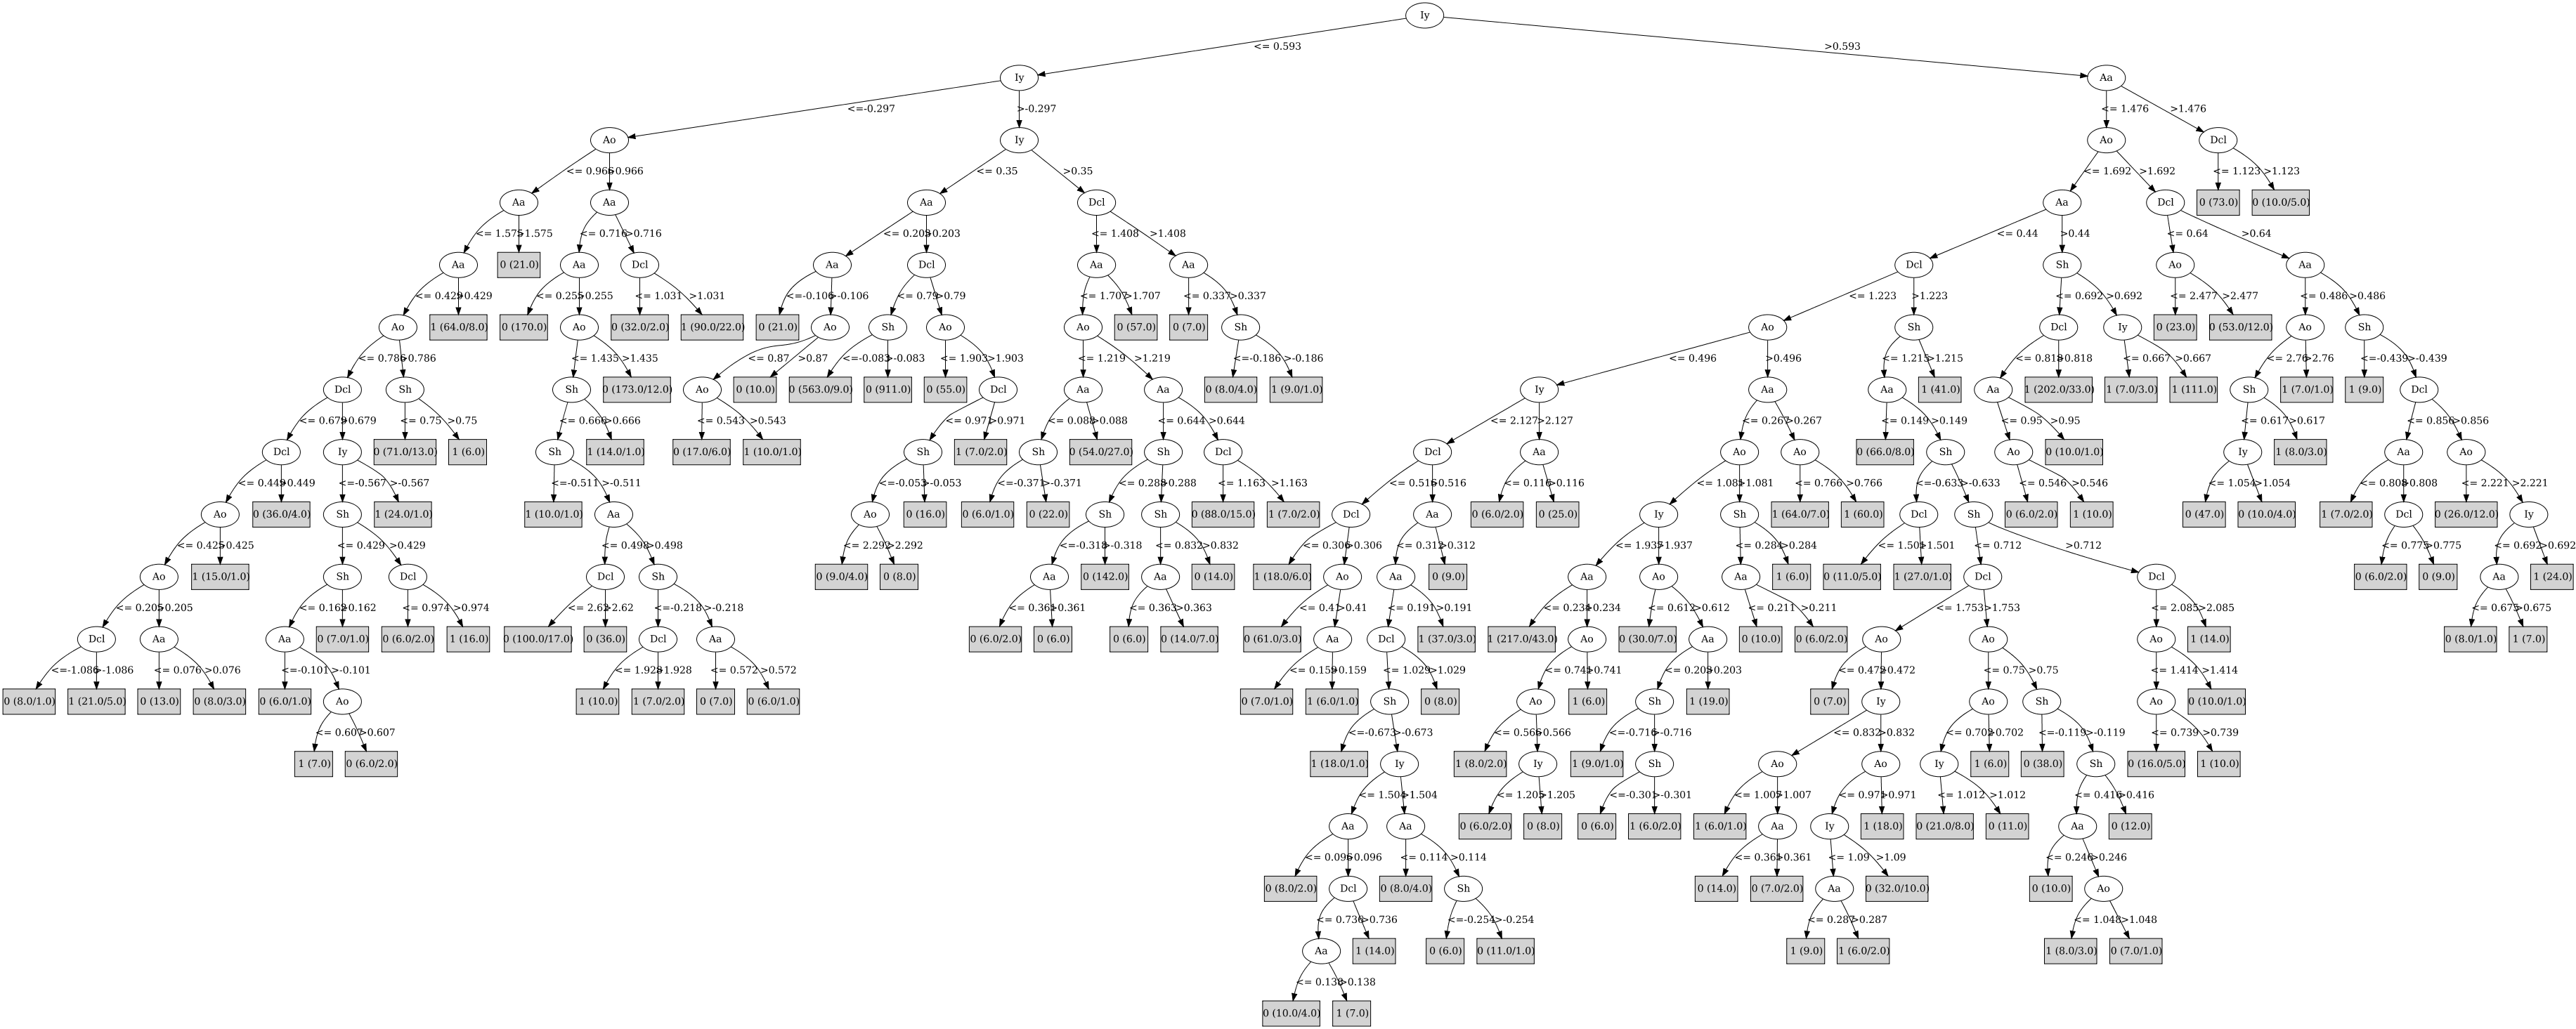 Iy
<= 0.593 >0.593
Iy Aa
<=-0.297 >-0.297 <= 1.476 >1.476
Ao Iy Ao Dcl
<= 0.966 >0.966 <= 0.35 >0.35 <= 1.692 >1.692 <= 1.123 >1.123
Aa Aa Aa Dcl Aa Dcl 0 (73.0) 0 (10.0/5.0)
<= 1.575 >1.575 <= 0.716 >0.716 <= 0.203 >0.203 <= 1.408 >1.408 <= 0.44 >0.44 <= 0.64 >0.64
Aa 0 (21.0) Aa Dcl Aa Dcl Aa Aa Dcl Sh Ao Aa
<= 0.429 >0.429 <= 0.255 >0.255 <= 1.031 >1.031 <=-0.106 >-0.106 <= 0.79 >0.79 <= 1.707 >1.707 <= 0.337 >0.337 <= 1.223 >1.223 <= 0.692 >0.692 <= 2.477 >2.477 <= 0.486 >0.486
Ao 1 (64.0/8.0) 0 (170.0) Ao 0 (32.0/2.0) 1 (90.0/22.0) 0 (21.0) Ao Sh Ao Ao 0 (57.0) 0 (7.0) Sh Ao Sh Dcl Iy 0 (23.0) 0 (53.0/12.0) Ao Sh
<= 0.786 >0.786 <= 1.435 >1.435 <= 0.87 >0.87 <=-0.083 >-0.083 <= 1.903 >1.903 <= 1.219 >1.219 <=-0.186 >-0.186 <= 0.496 >0.496 <= 1.215 >1.215 <= 0.818 >0.818 <= 0.667 >0.667 <= 2.76 >2.76 <=-0.439 >-0.439
Dcl Sh Sh 0 (173.0/12.0) Ao 0 (10.0) 0 (563.0/9.0) 0 (911.0) 0 (55.0) Dcl Aa Aa 0 (8.0/4.0) 1 (9.0/1.0) Iy Aa Aa 1 (41.0) Aa 1 (202.0/33.0) 1 (7.0/3.0) 1 (111.0) Sh 1 (7.0/1.0) 1 (9.0) Dcl
<= 0.679 >0.679 <= 0.75 >0.75 <= 0.666 >0.666 <= 0.543 >0.543 <= 0.971 >0.971 <= 0.088 >0.088 <= 0.644 >0.644 <= 2.127 >2.127 <= 0.267 >0.267 <= 0.149 >0.149 <= 0.95 >0.95 <= 0.617 >0.617 <= 0.856 >0.856
Dcl Iy 0 (71.0/13.0) 1 (6.0) Sh 1 (14.0/1.0) 0 (17.0/6.0) 1 (10.0/1.0) Sh 1 (7.0/2.0) Sh 0 (54.0/27.0) Sh Dcl Dcl Aa Ao Ao 0 (66.0/8.0) Sh Ao 0 (10.0/1.0) Iy 1 (8.0/3.0) Aa Ao
<= 0.449 >0.449 <=-0.567 >-0.567 <=-0.511 >-0.511 <=-0.053 >-0.053 <=-0.371 >-0.371 <= 0.288 >0.288 <= 1.163 >1.163 <= 0.516 >0.516 <= 0.116 >0.116 <= 1.081 >1.081 <= 0.766 >0.766 <=-0.633 >-0.633 <= 0.546 >0.546 <= 1.054 >1.054 <= 0.808 >0.808 <= 2.221 >2.221
Ao 0 (36.0/4.0) Sh 1 (24.0/1.0) 1 (10.0/1.0) Aa Ao 0 (16.0) 0 (6.0/1.0) 0 (22.0) Sh Sh 0 (88.0/15.0) 1 (7.0/2.0) Dcl Aa 0 (6.0/2.0) 0 (25.0) Iy Sh 1 (64.0/7.0) 1 (60.0) Dcl Sh 0 (6.0/2.0) 1 (10.0) 0 (47.0) 0 (10.0/4.0) 1 (7.0/2.0) Dcl 0 (26.0/12.0) Iy
<= 0.425 >0.425 <= 0.429 >0.429 <= 0.498 >0.498 <= 2.292 >2.292 <=-0.318 >-0.318 <= 0.832 >0.832 <= 0.306 >0.306 <= 0.312 >0.312 <= 1.937 >1.937 <= 0.284 >0.284 <= 1.501 >1.501 <= 0.712 >0.712 <= 0.775 >0.775 <= 0.692 >0.692
Ao 1 (15.0/1.0) Sh Dcl Dcl Sh 0 (9.0/4.0) 0 (8.0) Aa 0 (142.0) Aa 0 (14.0) 1 (18.0/6.0) Ao Aa 0 (9.0) Aa Ao Aa 1 (6.0) 0 (11.0/5.0) 1 (27.0/1.0) Dcl Dcl 0 (6.0/2.0) 0 (9.0) Aa 1 (24.0)
<= 0.205 >0.205 <= 0.162 >0.162 <= 0.974 >0.974 <= 2.62 >2.62 <=-0.218 >-0.218 <= 0.361 >0.361 <= 0.363 >0.363 <= 0.41 >0.41 <= 0.191 >0.191 <= 0.234 >0.234 <= 0.612 >0.612 <= 0.211 >0.211 <= 1.753 >1.753 <= 2.085 >2.085 <= 0.675 >0.675
Dcl Aa Aa 0 (7.0/1.0) 0 (6.0/2.0) 1 (16.0) 0 (100.0/17.0) 0 (36.0) Dcl Aa 0 (6.0/2.0) 0 (6.0) 0 (6.0) 0 (14.0/7.0) 0 (61.0/3.0) Aa Dcl 1 (37.0/3.0) 1 (217.0/43.0) Ao 0 (30.0/7.0) Aa 0 (10.0) 0 (6.0/2.0) Ao Ao Ao 1 (14.0) 0 (8.0/1.0) 1 (7.0)
<=-1.086 >-1.086 <= 0.076 >0.076 <=-0.101 >-0.101 <= 1.928 >1.928 <= 0.572 >0.572 <= 0.159 >0.159 <= 1.029 >1.029 <= 0.741 >0.741 <= 0.203 >0.203 <= 0.472 >0.472 <= 0.75 >0.75 <= 1.414 >1.414
0 (8.0/1.0) 1 (21.0/5.0) 0 (13.0) 0 (8.0/3.0) 0 (6.0/1.0) Ao 1 (10.0) 1 (7.0/2.0) 0 (7.0) 0 (6.0/1.0) 0 (7.0/1.0) 1 (6.0/1.0) Sh 0 (8.0) Ao 1 (6.0) Sh 1 (19.0) 0 (7.0) Iy Ao Sh Ao 0 (10.0/1.0)
<= 0.607 >0.607 <=-0.673 >-0.673 <= 0.566 >0.566 <=-0.716 >-0.716 <= 0.832 >0.832 <= 0.702 >0.702 <=-0.119 >-0.119 <= 0.739 >0.739
1 (7.0) 0 (6.0/2.0) 1 (18.0/1.0) Iy 1 (8.0/2.0) Iy 1 (9.0/1.0) Sh Ao Ao Iy 1 (6.0) 0 (38.0) Sh 0 (16.0/5.0) 1 (10.0)
<= 1.504 >1.504 <= 1.205 >1.205 <=-0.301 >-0.301 <= 1.007 >1.007 <= 0.971 >0.971 <= 1.012 >1.012 <= 0.416 >0.416
Aa Aa 0 (6.0/2.0) 0 (8.0) 0 (6.0) 1 (6.0/2.0) 1 (6.0/1.0) Aa Iy 1 (18.0) 0 (21.0/8.0) 0 (11.0) Aa 0 (12.0)
<= 0.096 >0.096 <= 0.114 >0.114 <= 0.361 >0.361 <= 1.09 >1.09 <= 0.246 >0.246
0 (8.0/2.0) Dcl 0 (8.0/4.0) Sh 0 (14.0) 0 (7.0/2.0) Aa 0 (32.0/10.0) 0 (10.0) Ao
<= 0.736 >0.736 <=-0.254 >-0.254 <= 0.287 >0.287 <= 1.048 >1.048
Aa 1 (14.0) 0 (6.0) 0 (11.0/1.0) 1 (9.0) 1 (6.0/2.0) 1 (8.0/3.0) 0 (7.0/1.0)
<= 0.138 >0.138
0 (10.0/4.0) 1 (7.0)